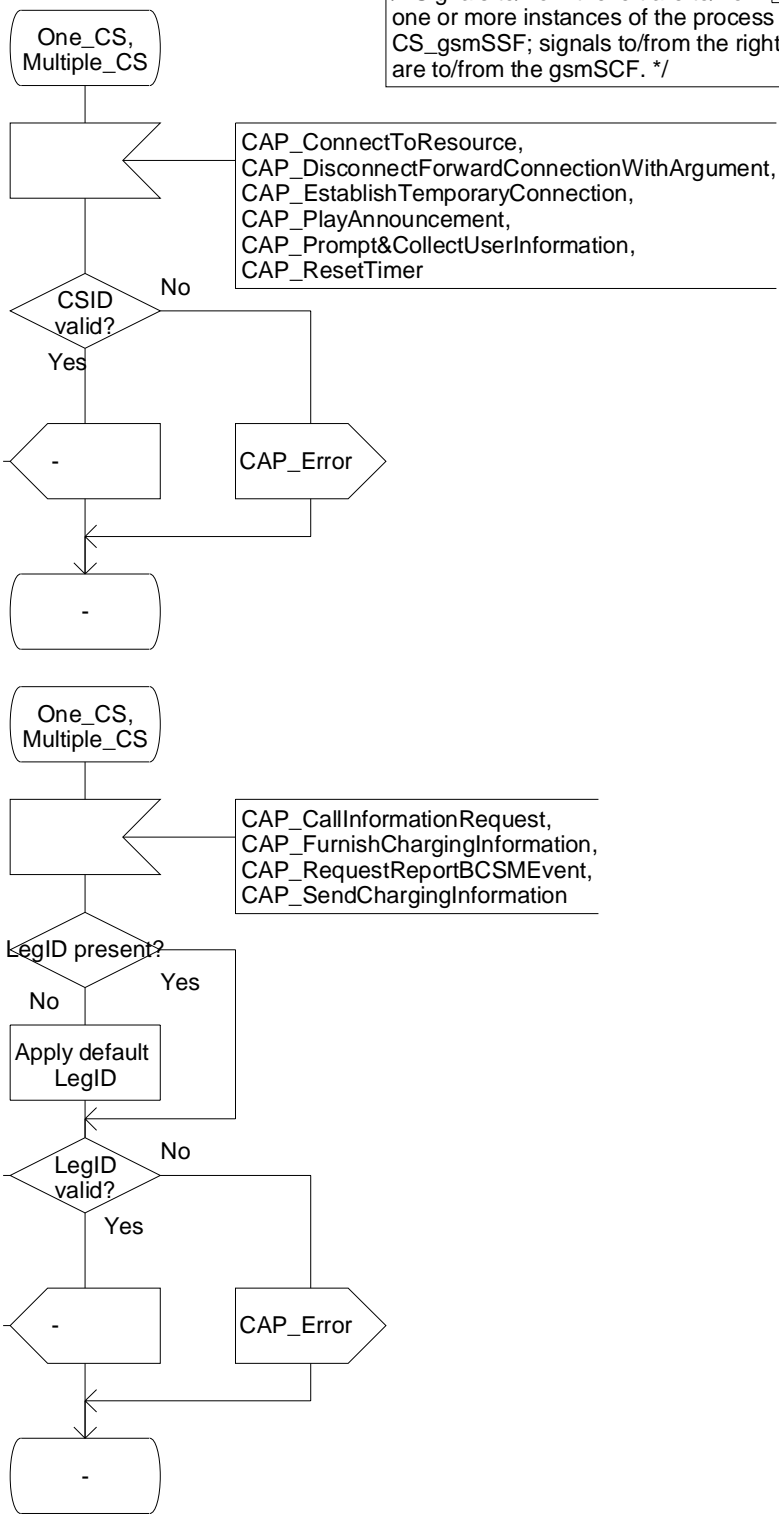 one or more instances of the process
CS_gsmSSF; signals to/from the right
are to/from the gsmSCF. */
One_CS,
Multiple_CS
CAP_ConnectToResource,
CAP_DisconnectForwardConnectionWithArgument,
CAP_EstablishTemporaryConnection,
CAP_PlayAnnouncement,
CAP_Prompt&CollectUserInformation,
CAP_ResetTimer
CSID
valid?
No
Yes
-
CAP_Error
-
One_CS,
Multiple_CS
CAP_CallInformationRequest,
CAP_FurnishChargingInformation,
CAP_RequestReportBCSMEvent,
CAP_SendChargingInformation
LegID present?
Yes
No
Apply default
LegID
LegID
valid?
No
Yes
-
CAP_Error
-